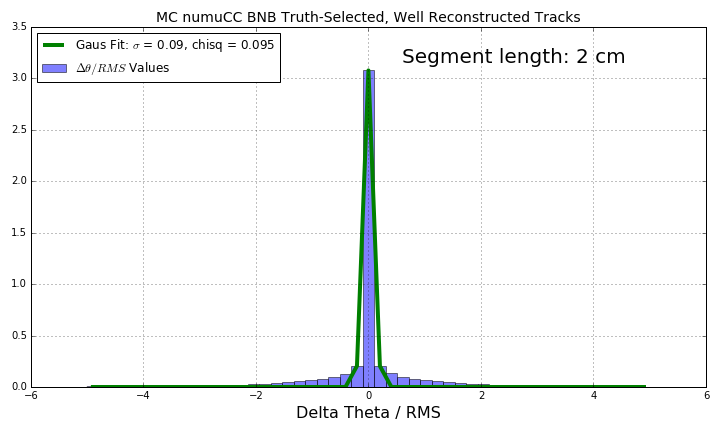 MC numuCC BNB Truth-Selected, Well Reconstructed Tracks
Gaus Fit: σ = 0.09, chisq = 0.095
Δθ/RMS Values
Segment length: 2 cm
3.5
3.0
2.5
2.0
1.5
1.0
0.5
0.0
−6 −4 −2 0 2 4 6
Delta Theta / RMS